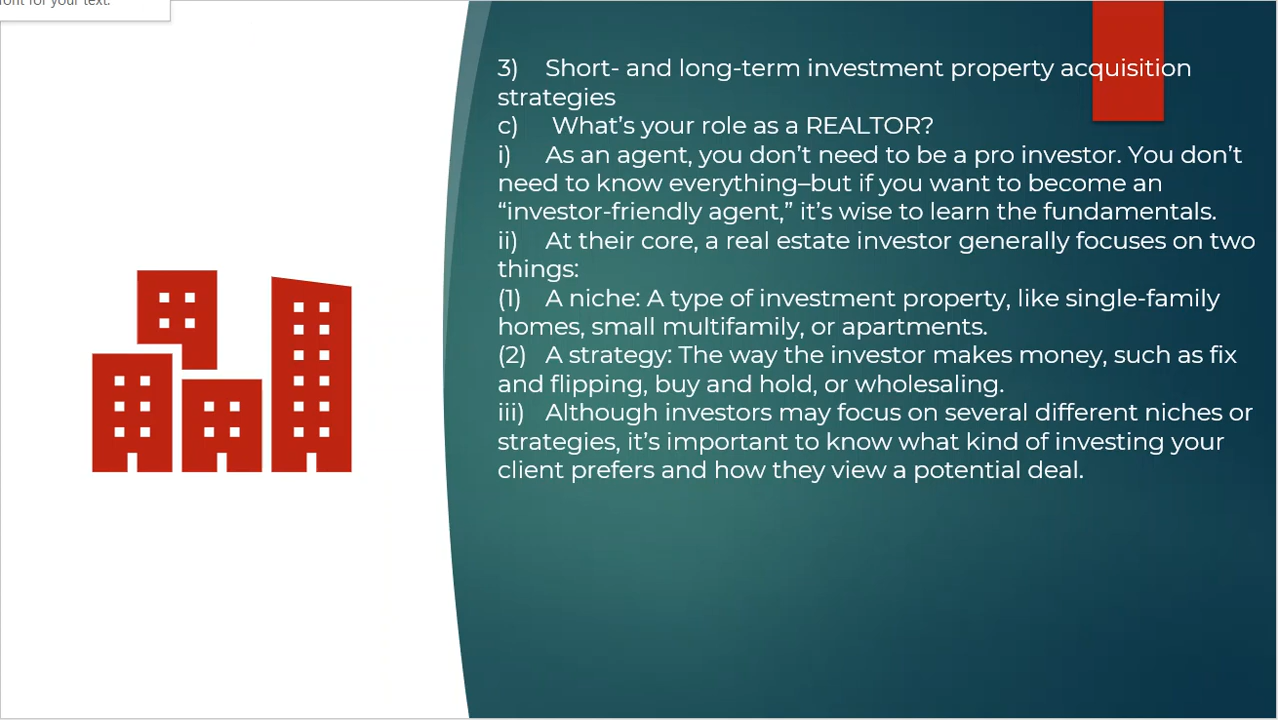 font for your text.
3) Short- and long-term investment property acquisition
strategies
c) What’s your role as a REALTOR?
i) As an agent, you don’t need to be a pro investor. You don’t
need to know everything–but if you want to become an
“investor-friendly agent,” it’s wise to learn the fundamentals.
ii) At their core, a real estate investor generally focuses on two
things:
(1) A niche: A type of investment property, like single-family
homes, small multifamily, or apartments.
(2) A strategy: The way the investor makes money, such as fix
and flipping, buy and hold, or wholesaling.
iii) Although investors may focus on several different niches or
strategies, it’s important to know what kind of investing your
client prefers and how they view a potential deal.